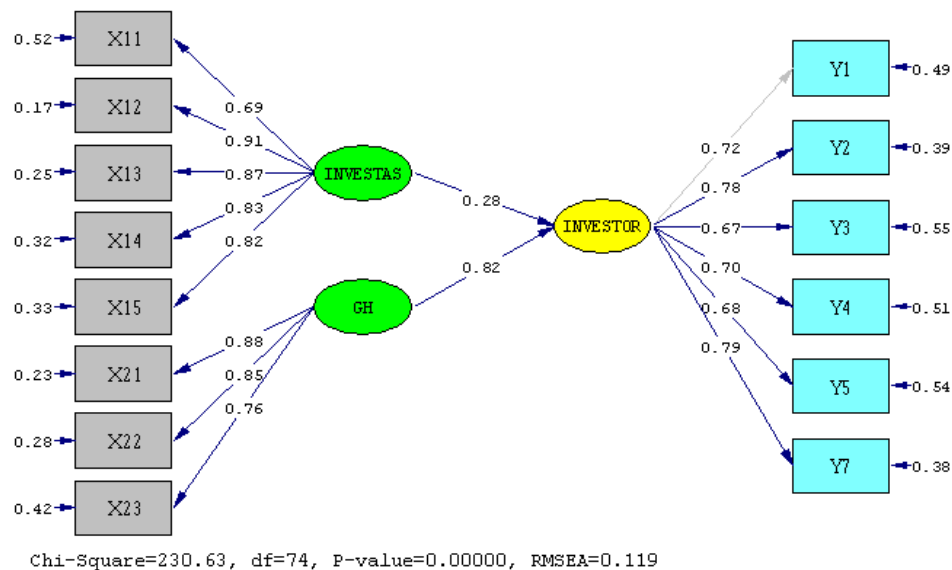 0.52 X11
0.17 X12
0.25 X13
0.32 X14
0.33 X15
0.23 X21
0.28 X22
0.42 X23
0.69
0.91
0.87
0.83
0.82
0.88
0.85
0.76
INVESTAS
GH
0.28
0.82
INVESTOR
0.72
0.78
0.67
0.70
0.68
0.79
Y1 0.49
Y2 0.39
Y3 0.55
Y4 0.51
Y5 0.54
Y7 0.38
Chi-Square=230.63, df=74, P-value=0.00000, RMSEA=0.119